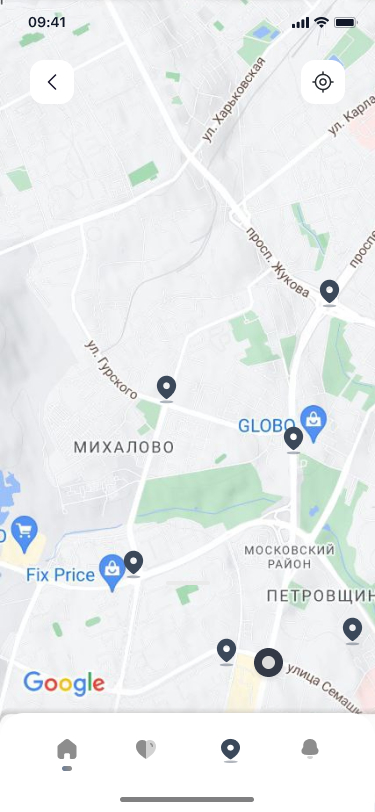 09:41
ул. Харьковская
ул. Карла
просп. Жукова
просп
ул. Гурского
GLOBO
МИХАЛОВО
МОСКОВСКИЙ
РАЙОН
Fix Price
ПЕТРОВЩИН
улица Семашк
Google